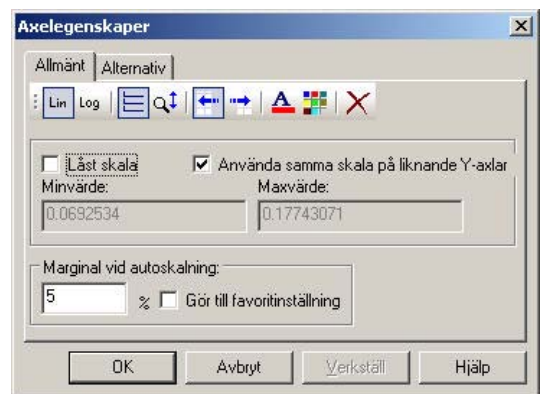 Axelegenskaper
Allmänt Alternativ
Lin Log A
Låst skala Använda samma skala på liknande Y-axlar
Minvärde: Maxvärde:
0.0692534 0.17743071
Marginal vid autoskalning:
5 % Gör till favoritinställning
OK Avbryt Verkställ Hjälp